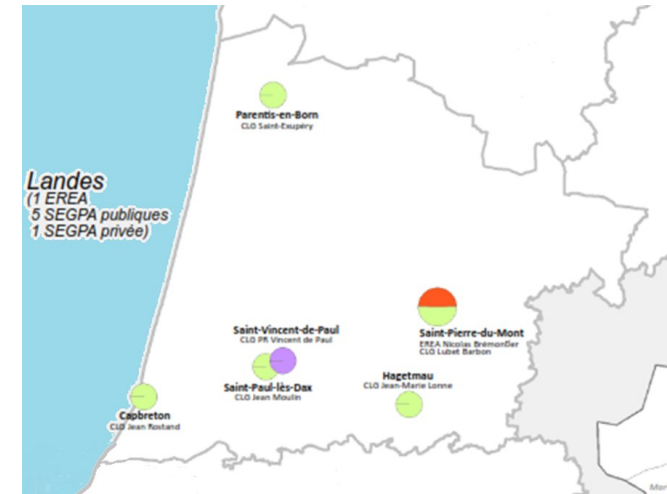 Parentis-en-Born
CLG Saint-Exupéry
Landes
(1 EREA
5 SEGPA publiques
1 SEGPA privée)
Saint-Pierre-du-Mont
EREA Nicolas Brémontier
CLG Lubet Barbon
Saint-Vincent-de-Paul
CLG PR Vincent de Paul
Saint-Paul-lès-Dax
CLG Jean Moulin
Hagetmau
CLG Jean-Marie Lonne
Capbreton
CLG Jean Rostand